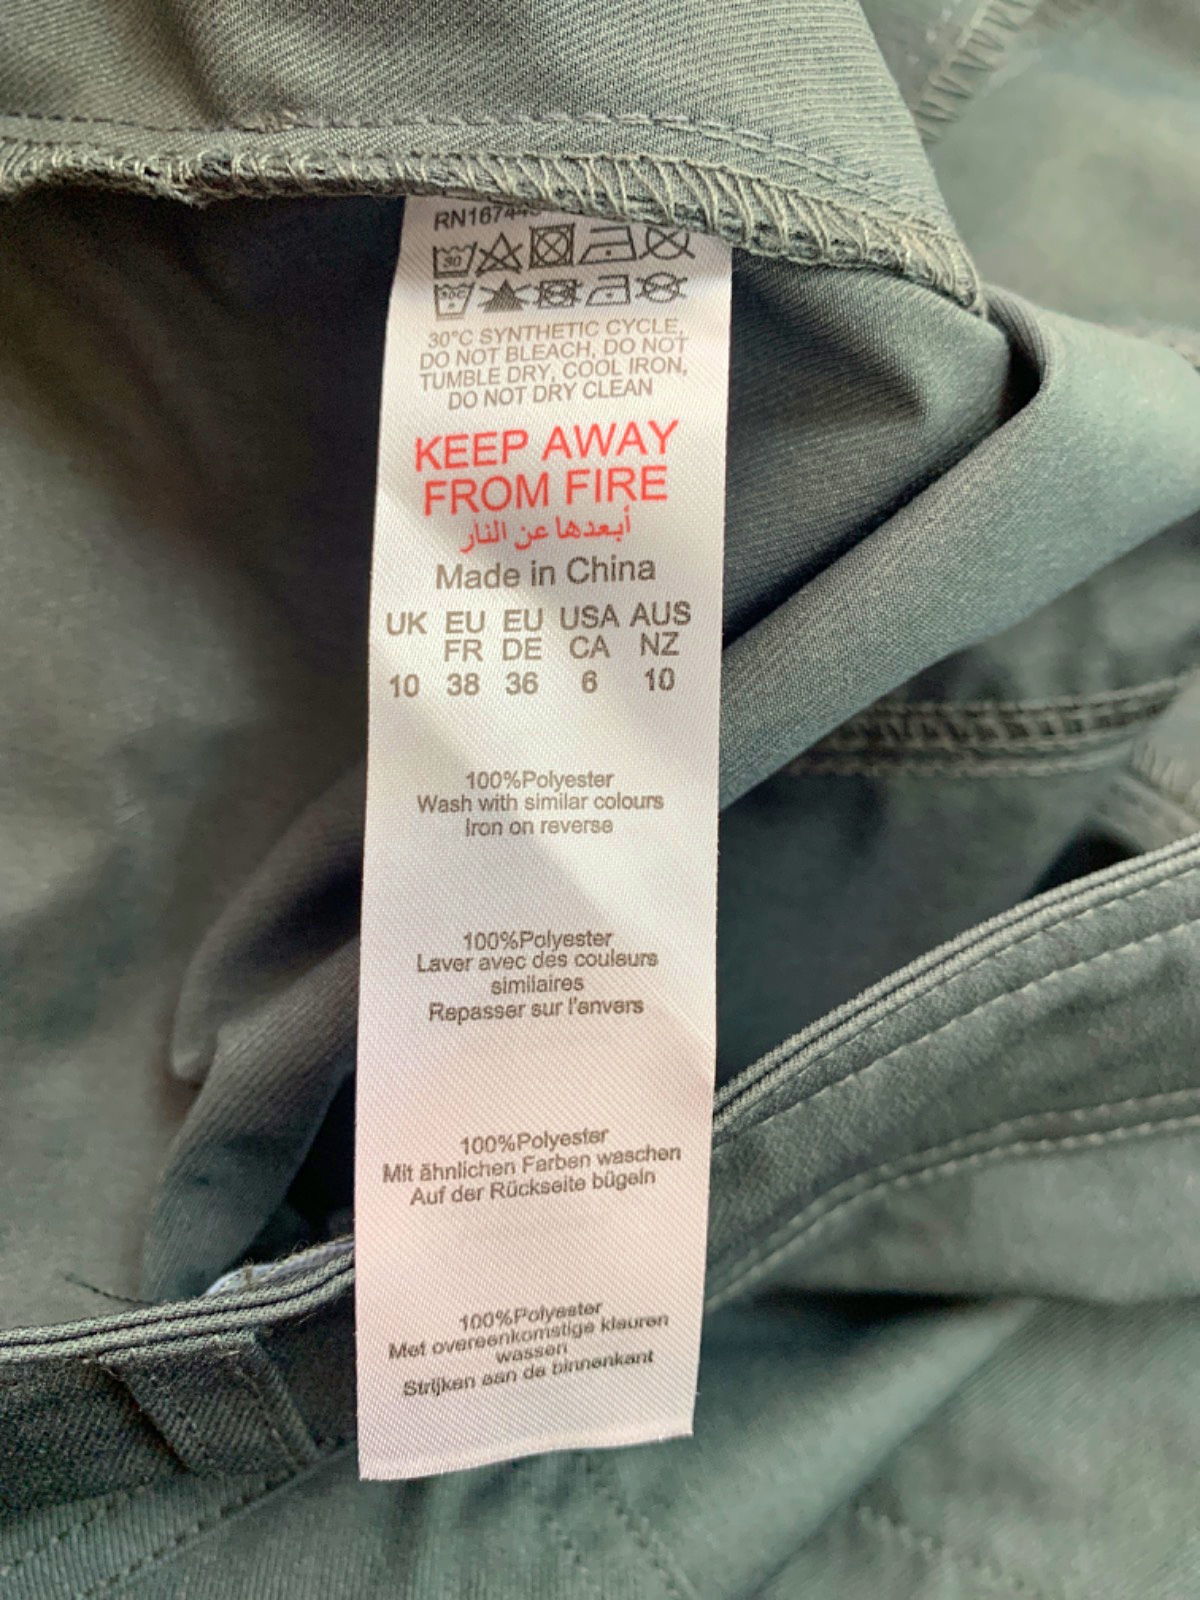 30
30°C SYNTHETIC CYCLE,
DO NOT BLEACH, DO NOT
TUMBLE DRY, COOL IRON,
DO NOT DRY CLEAN
KEEP AWAY
FROM FIRE
أبعدها عن النار
Made in China
UK EU EU USA AUS
FR DE CA NZ
10 38 36 6 10
100%Polyester
Wash with similar colours
Iron on reverse
100%Polyester
Laver avec des couleurs
similaires
Repasser sur l'envers
100%Polyester
Mit ähnlichen Farben waschen
Auf der Rückseite bügeln
100%Polyester
Met overeenkomstige kleuren
wassen
Strijken aan de binnenkant